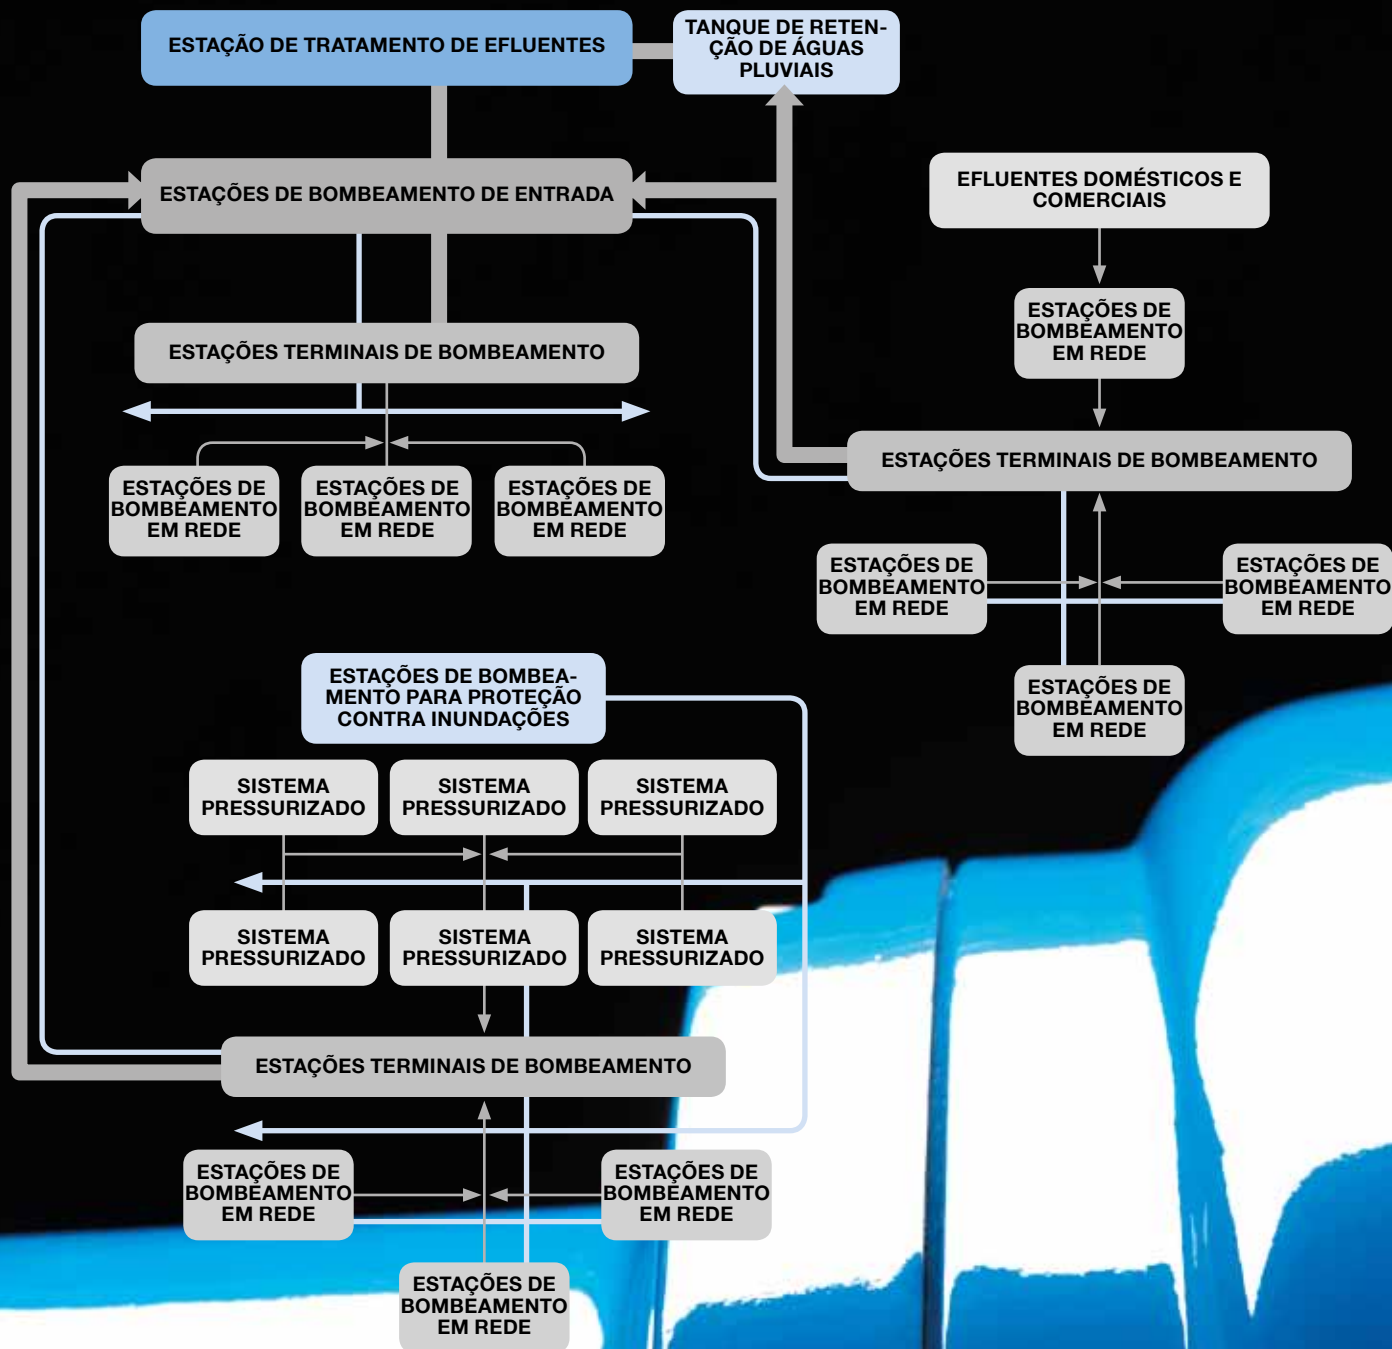 ESTAÇÃO DE TRATAMENTO DE EFLUENTES
TANQUE DE RETEN-
ÇÃO DE ÁGUAS
PLUVIAIS
ESTAÇÕES DE BOMBEAMENTO DE ENTRADA
EFLUENTES DOMÉSTICOS E
COMERCIAIS
ESTAÇÕES DE
BOMBEAMENTO
EM REDE
ESTAÇÕES TERMINAIS DE BOMBEAMENTO
ESTAÇÕES TERMINAIS DE BOMBEAMENTO
ESTAÇÕES DE
BOMBEAMENTO
EM REDE
ESTAÇÕES DE
BOMBEAMENTO
EM REDE
ESTAÇÕES DE
BOMBEAMENTO
EM REDE
ESTAÇÕES DE
BOMBEAMENTO
EM REDE
ESTAÇÕES DE
BOMBEAMENTO
EM REDE
ESTAÇÕES DE
BOMBEAMENTO
EM REDE
ESTAÇÕES DE BOMBEA-
MENTO PARA PROTEÇÃO
CONTRA INUNDAÇÕES
SISTEMA
PRESSURIZADO
SISTEMA
PRESSURIZADO
SISTEMA
PRESSURIZADO
SISTEMA
PRESSURIZADO
SISTEMA
PRESSURIZADO
SISTEMA
PRESSURIZADO
ESTAÇÕES TERMINAIS DE BOMBEAMENTO
ESTAÇÕES DE
BOMBEAMENTO
EM REDE
ESTAÇÕES DE
BOMBEAMENTO
EM REDE
ESTAÇÕES DE
BOMBEAMENTO
EM REDE